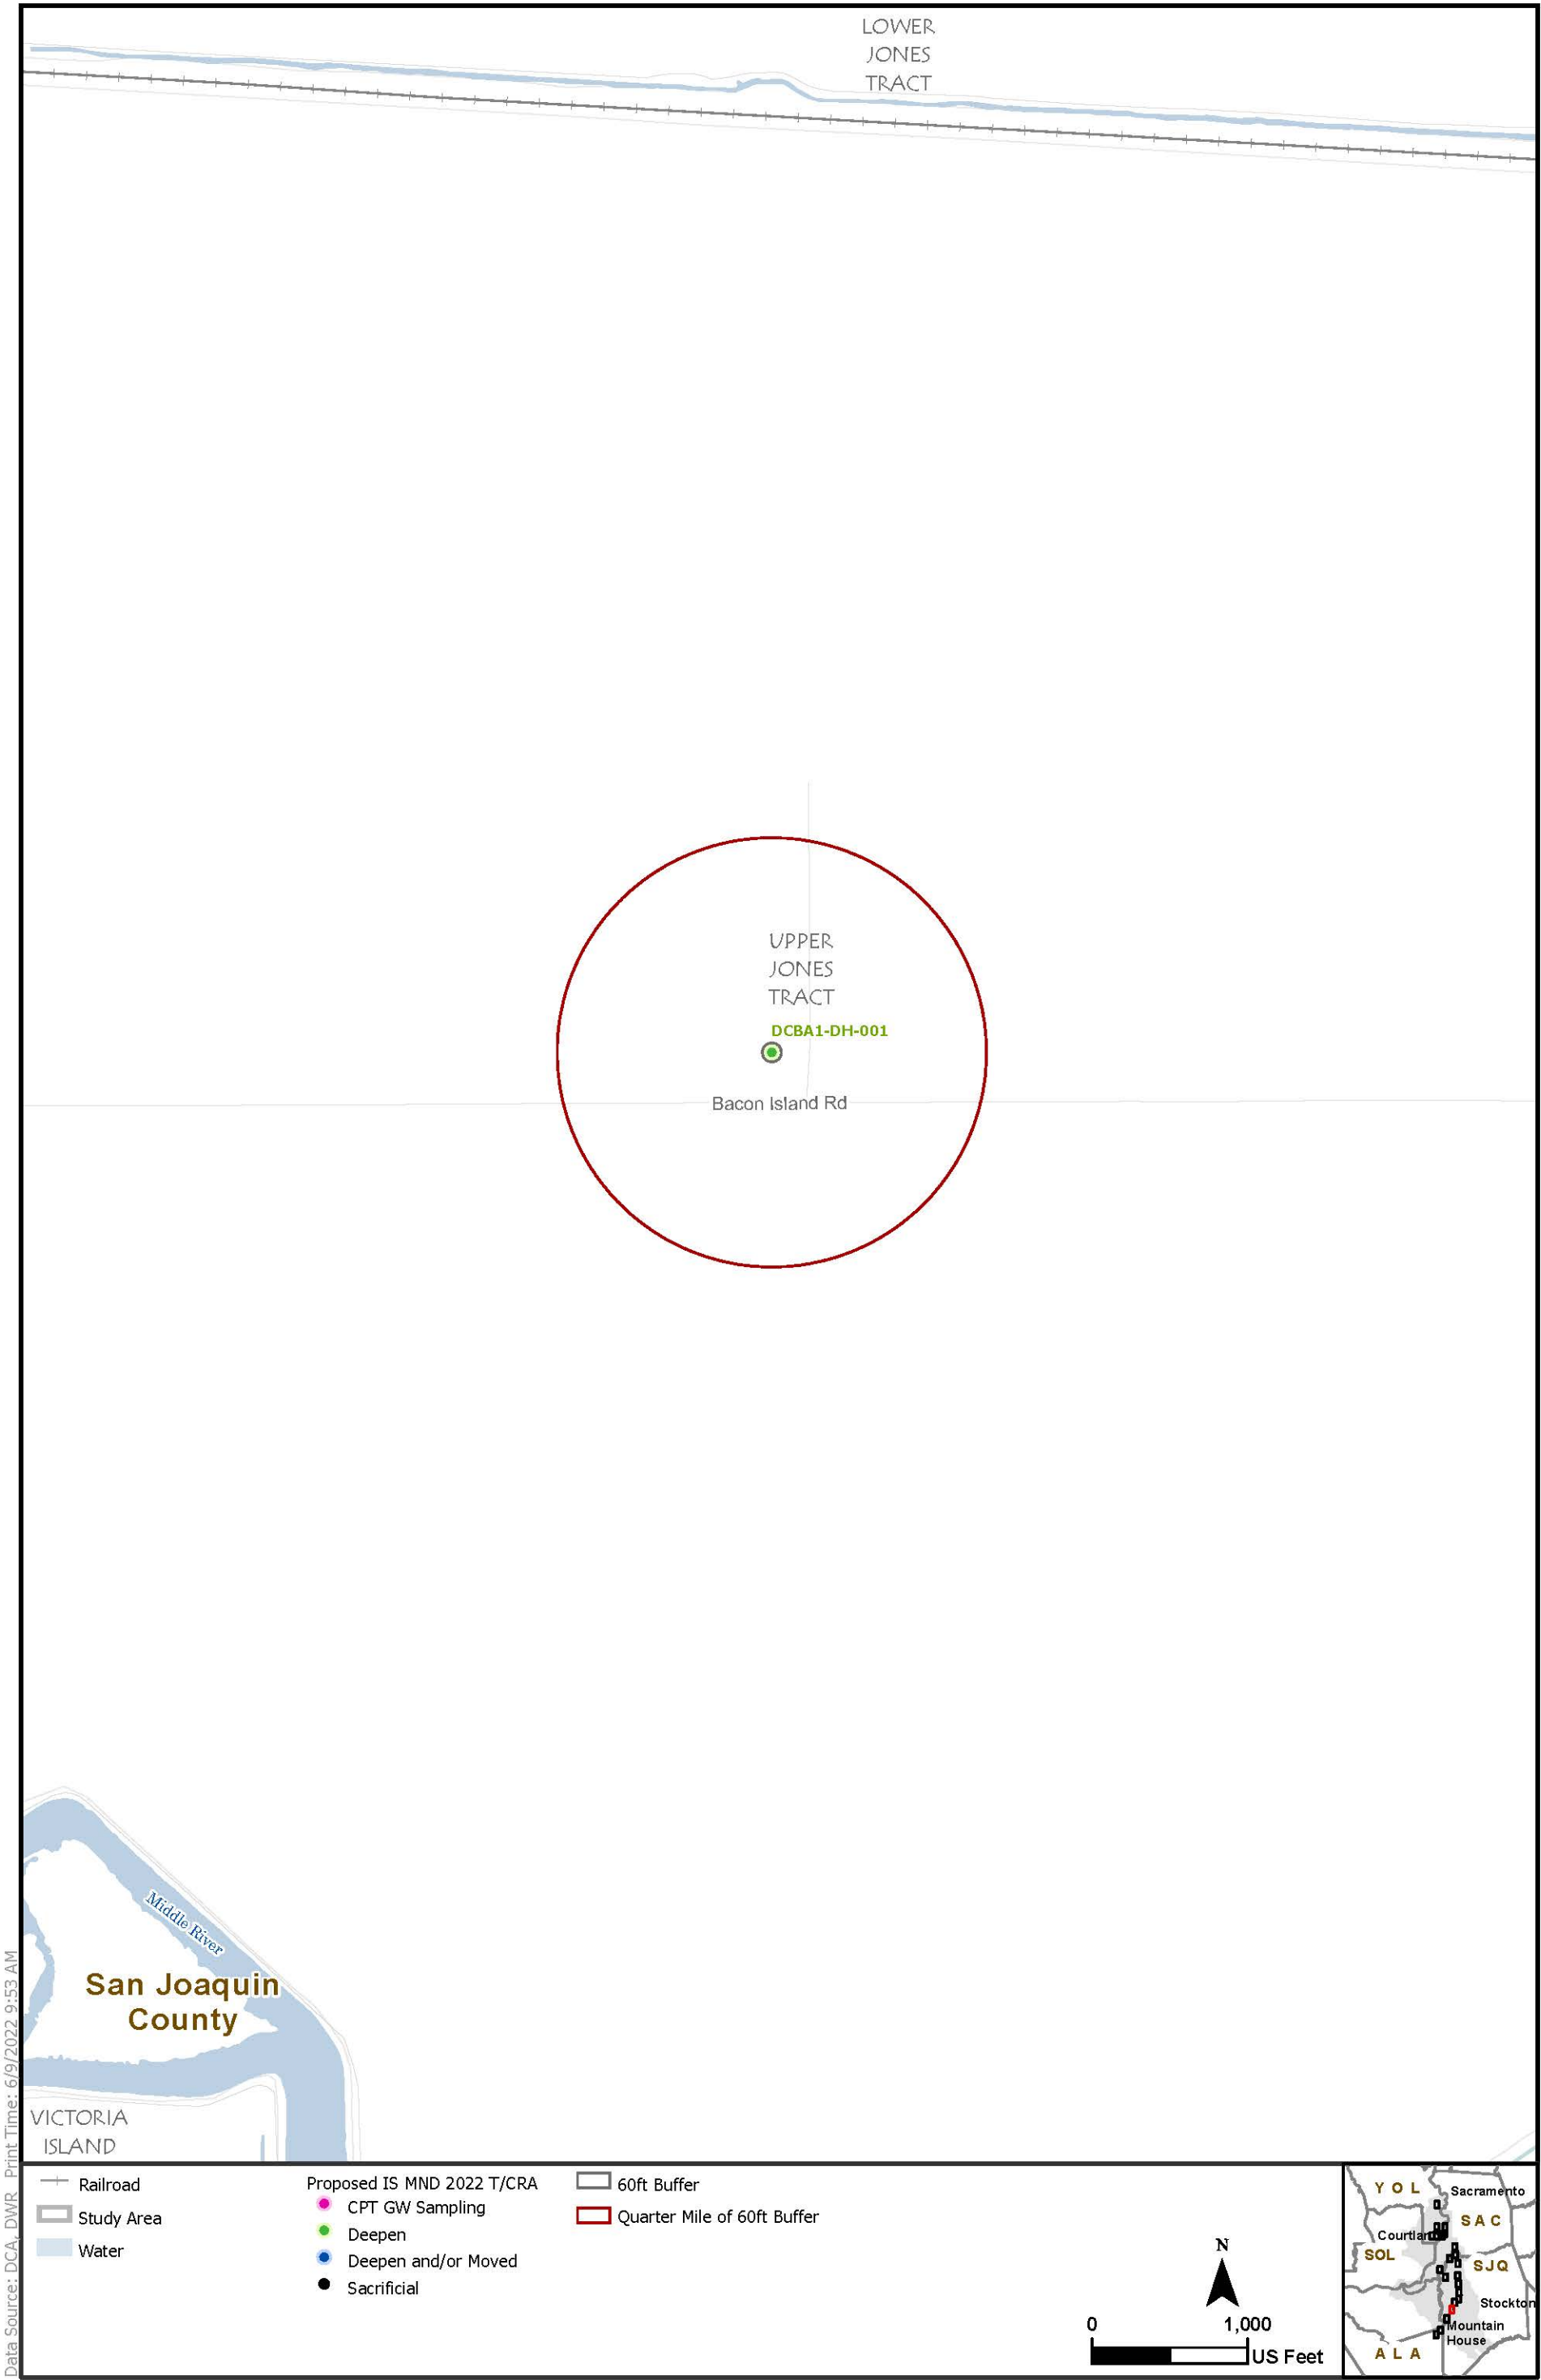 LOWER
JONES
TRACT
UPPER
JONES
TRACT
DCBA1-DH-001
Bacon Island Rd
Middle River
San Joaquin
County
VICTORIA
ISLAND
Data Source: DCA, DWR Print Time: 6/9/2022 9:53 AM
Railroad
Study Area
Water
Proposed IS MND 2022 T/CRA
CPT GW Sampling
Deepen
Deepen and/or Moved
Sacrificial
60ft Buffer
Quarter Mile of 60ft Buffer
N
0 1,000
US Feet
YOL
Sacramento
SAC
Courtlan
SOL
SJQ
Stockton
Mountain
House
ALA